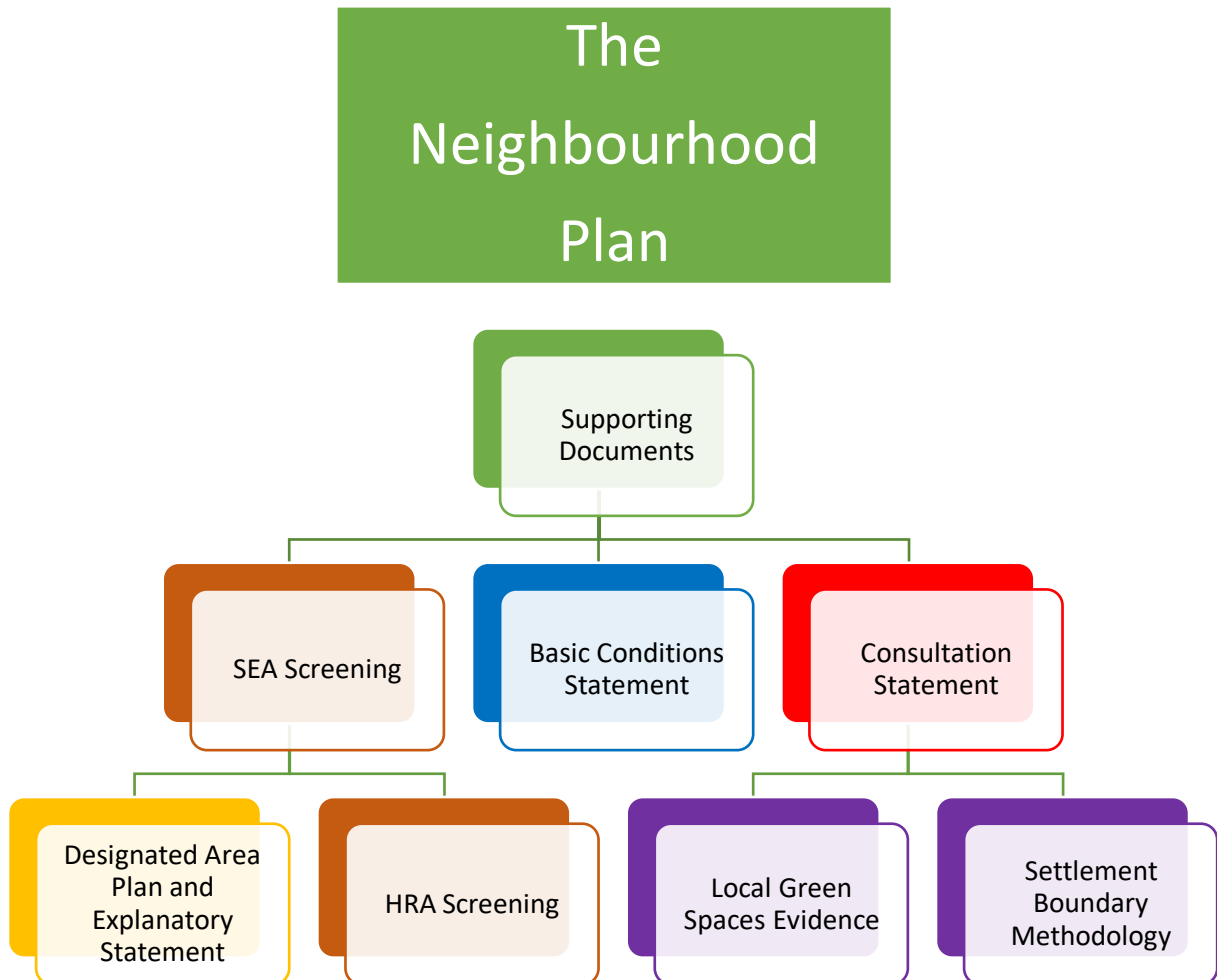 The
Neighbourhood
Plan
Supporting
Documents
SEA Screening
Basic Conditions
Statement
Consultation
Statement
Designated Area
Plan and
Explanatory
Statement
HRA Screening
Local Green
Spaces Evidence
Settlement
Boundary
Methodology